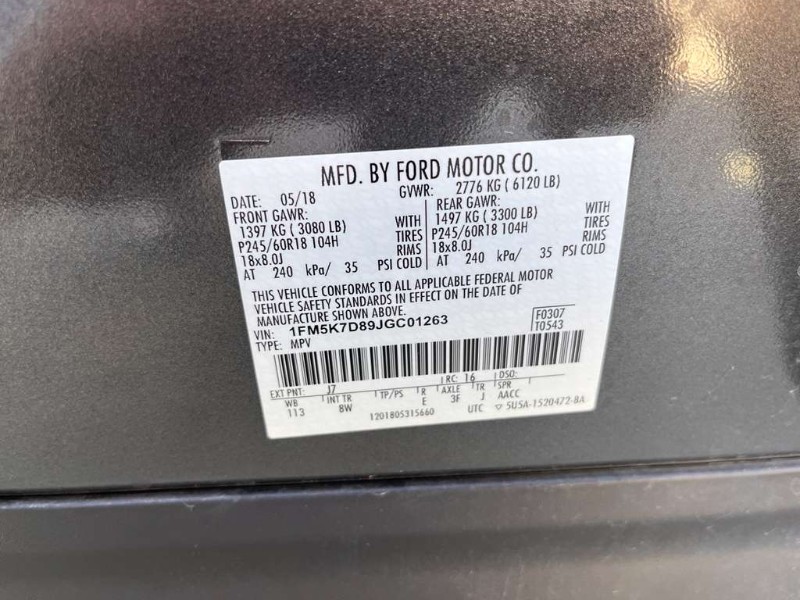 MFD. BY FORD MOTOR CO.
DATE: 05/18 GVWR: 2776 KG ( 6120 LB)
FRONT GAWR: REAR GAWR:
1397 KG ( 3080 LB) WITH 1497 KG ( 3300 LB) WITH
P245/60R18 104H TIRES P245/60R18 104H TIRES
18x8.0J RIMS 18x8.0J RIMS
AT 240 kPa/ 35 PSI COLD AT 240 kPa/ 35 PSI COLD
THIS VEHICLE CONFORMS TO ALL APPLICABLE FEDERAL MOTOR
VEHICLE SAFETY STANDARDS IN EFFECT ON THE DATE OF
MANUFACTURE SHOWN ABOVE.
VIN: 1FM5K7D89JGC01263 F0307
TYPE: MPV T0543
EXT PNT: J7 RC: 16 DSO:
WB INT TR TP/PS R AXLE TR SPR
113 8W E 3F J AACC
1201805315660 UTC 5U5A-1520472-BA